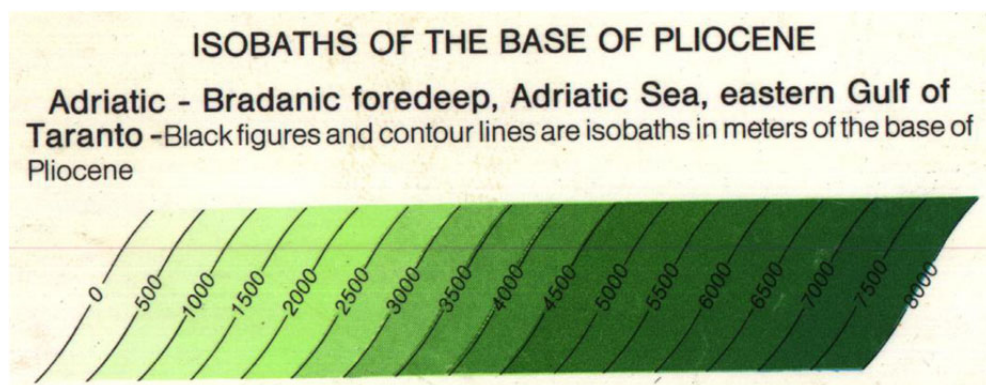 ISOBATHS OF THE BASE OF PLIOCENE
Adriatic - Bradanic foredeep, Adriatic Sea, eastern Gulf of
Taranto -Black figures and contour lines are isobaths in meters of the base of
Pliocene
0 500 1000 1500 2000 2500 3000 3500 4000 4500 5000 5500 6000 6500 7000 7500 8000